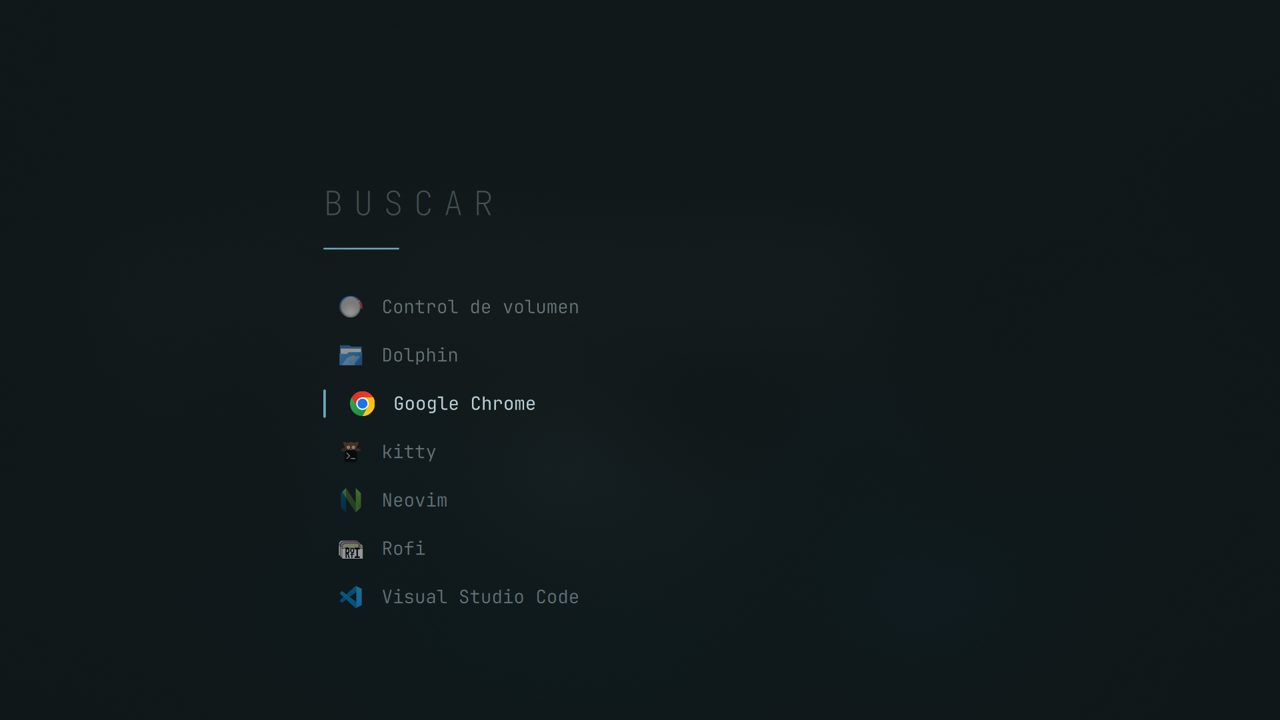 BUSCAR
Control de volumen
Dolphin
Google Chrome
kitty
Neovim
Rofi
Visual Studio Code